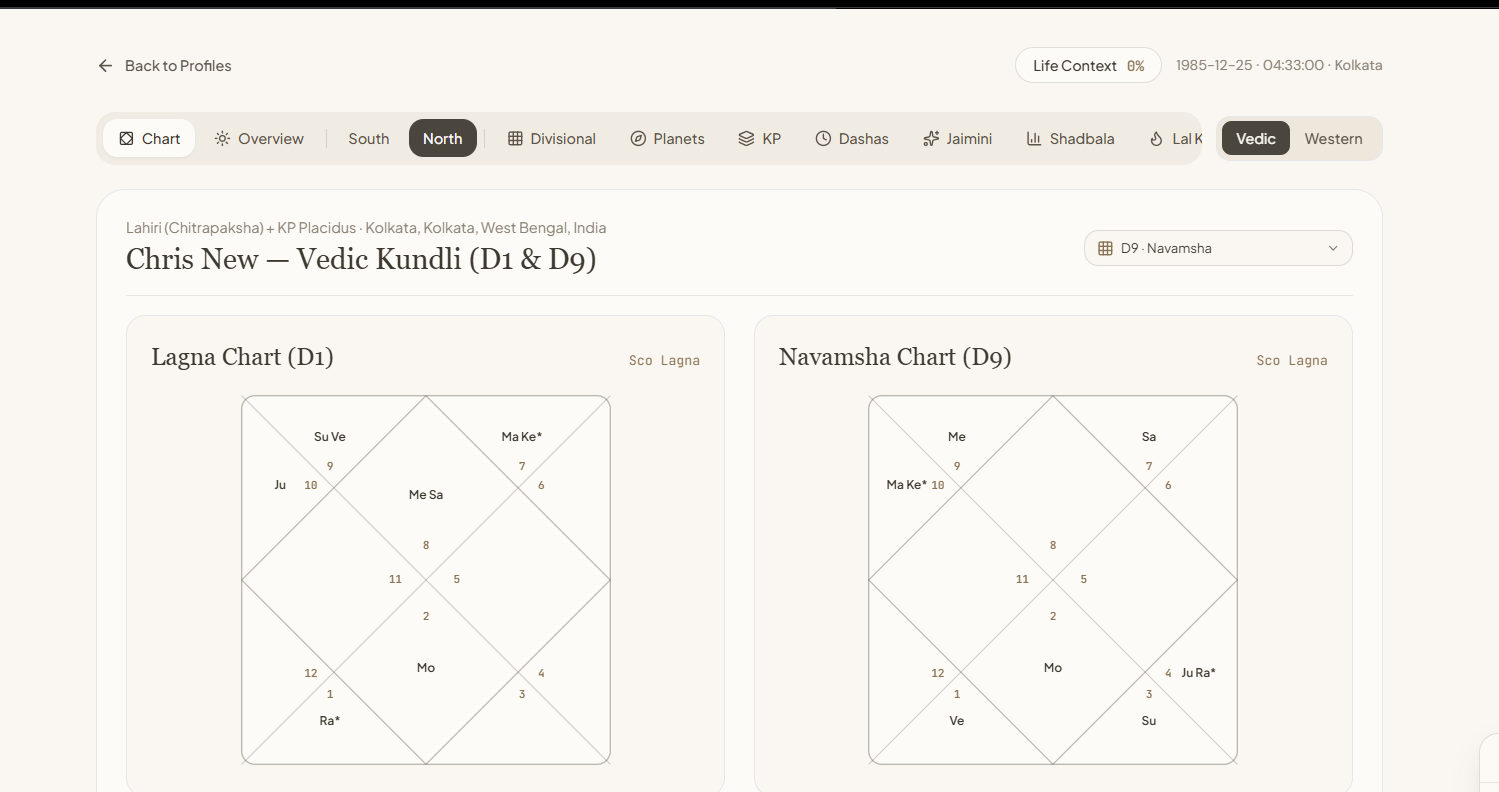 Back to Profiles
Life Context 0%
1985-12-25 · 04:33:00 · Kolkata
Chart Overview South North Divisional Planets KP Dashas Jaimini Shadbala Lal K
Vedic Western
Lahiri (Chitrapaksha) + KP Placidus · Kolkata, Kolkata, West Bengal, India
Chris New — Vedic Kundli (D1 & D9)
D9 · Navamsha
Lagna Chart (D1)
Sco Lagna
Su Ve
Ma Ke*
9
7
Ju 10
6
Me Sa
8
11
5
2
12
Mo
4
1
3
Ra*
Navamsha Chart (D9)
Sco Lagna
Me
Sa
9
7
Ma Ke* 10
6
8
11
5
2
12
Mo
4 Ju Ra*
1
3
Ve
Su